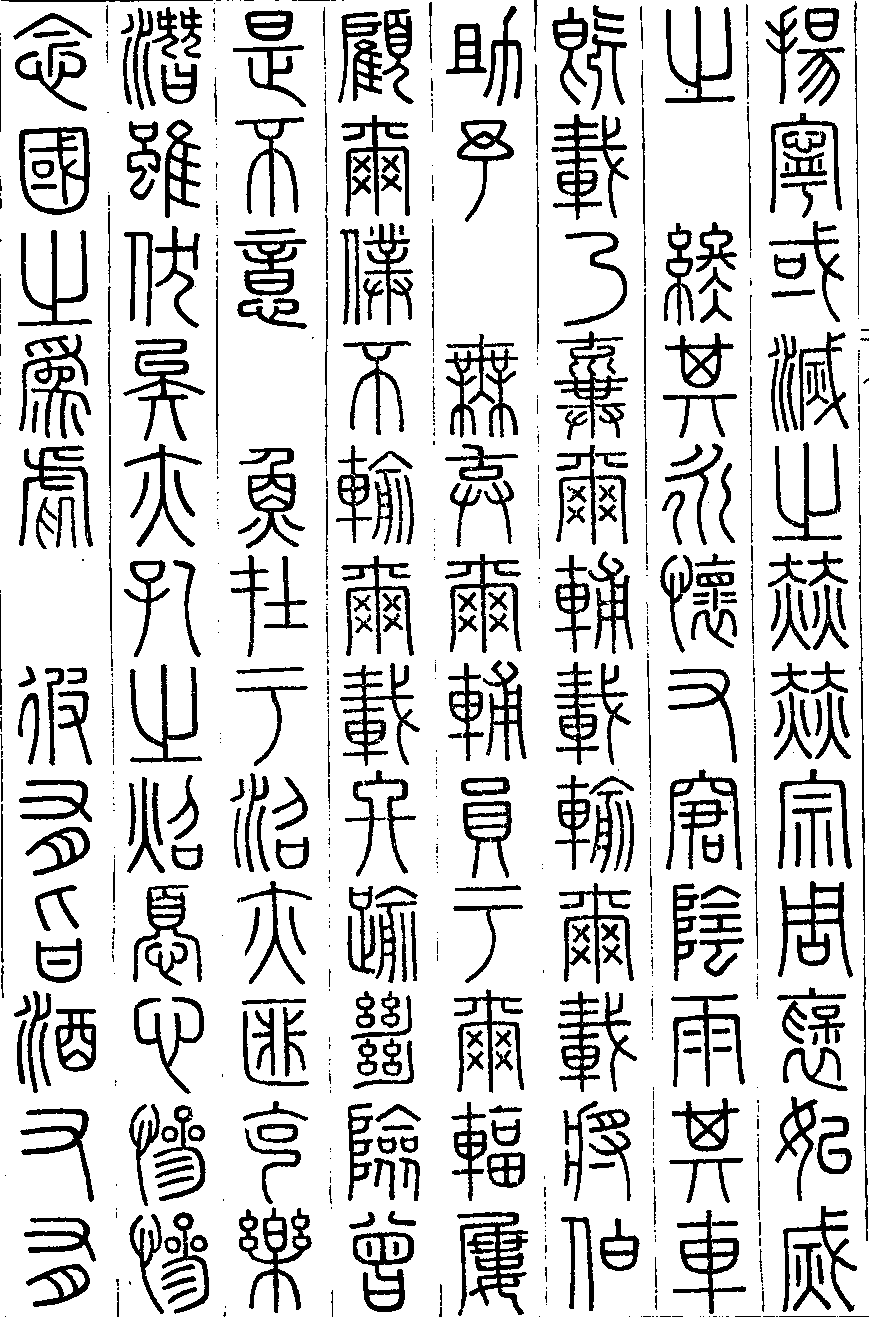 揚寧或滅之赫赫宗周褒姒烕
之　終其永懷又窘陰雨其車
既載乃棄爾輔載輸爾載將伯
助予　無弃爾輔員于爾輻屢
顧爾僕不輸爾載終踰絕險曾
是不意　魚在于沼亦匪克樂
潛雖伏矣亦孔之炤憂心慘慘
念國之為虐　彼有旨酒又有